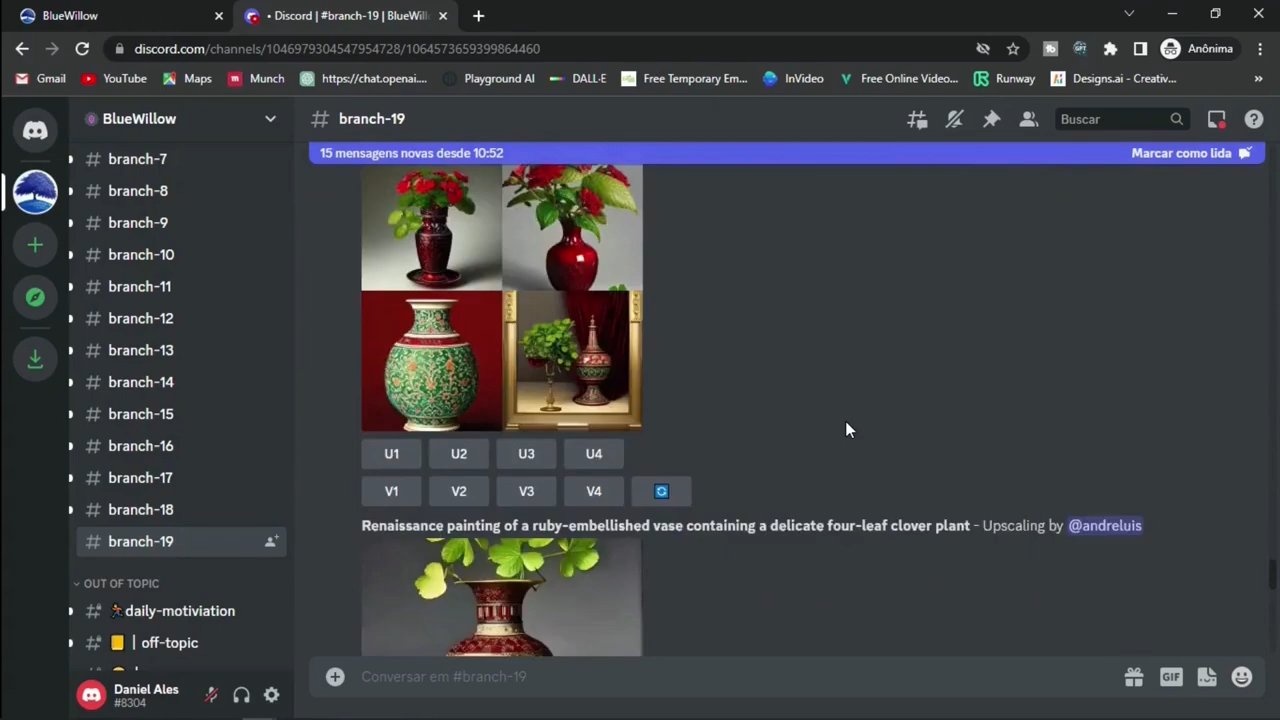 BlueWillow
• Discord | #branch-19 | BlueWill
discord.com/channels/1046979304547954728/1064573659399864460
Anônima
Gmail
YouTube
Maps
Munch
https://chat.openai....
Playground AI
DALL-E
Free Temporary Em...
InVideo
Free Online Video...
Runway
Designs.ai - Creativ...
»
BlueWillow
# branch-19
Buscar
15 mensagens novas desde 10:52
Marcar como lida
# branch-7
# branch-8
# branch-9
# branch-10
# branch-11
# branch-12
# branch-13
# branch-14
# branch-15
# branch-16
# branch-17
# branch-18
# branch-19
OUT OF TOPIC
# daily-motiviation
# | off-topic
U1 U2 U3 U4
V1 V2 V3 V4
Renaissance painting of a ruby-embellished vase containing a delicate four-leaf clover plant - Upscaling by @andreluis
Daniel Ales
#8304
Conversar em #branch-19
GIF